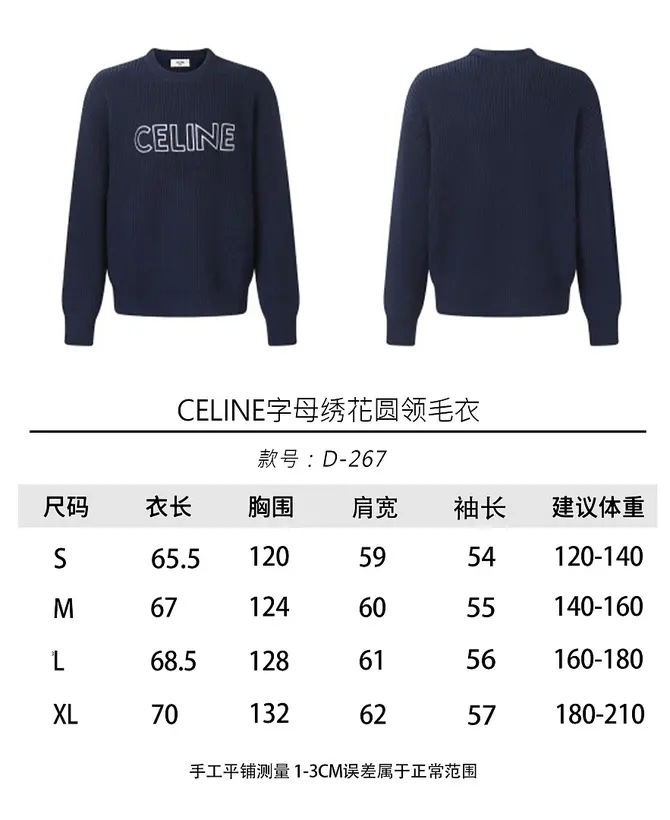 CELINE
CELINE
CELINE字母绣花圆领毛衣
款号：D-267
尺码 衣长 胸围 肩宽 袖长 建议体重
S 65.5 120 59 54 120-140
M 67 124 60 55 140-160
L 68.5 128 61 56 160-180
XL 70 132 62 57 180-210
手工平铺测量 1-3CM误差属于正常范围